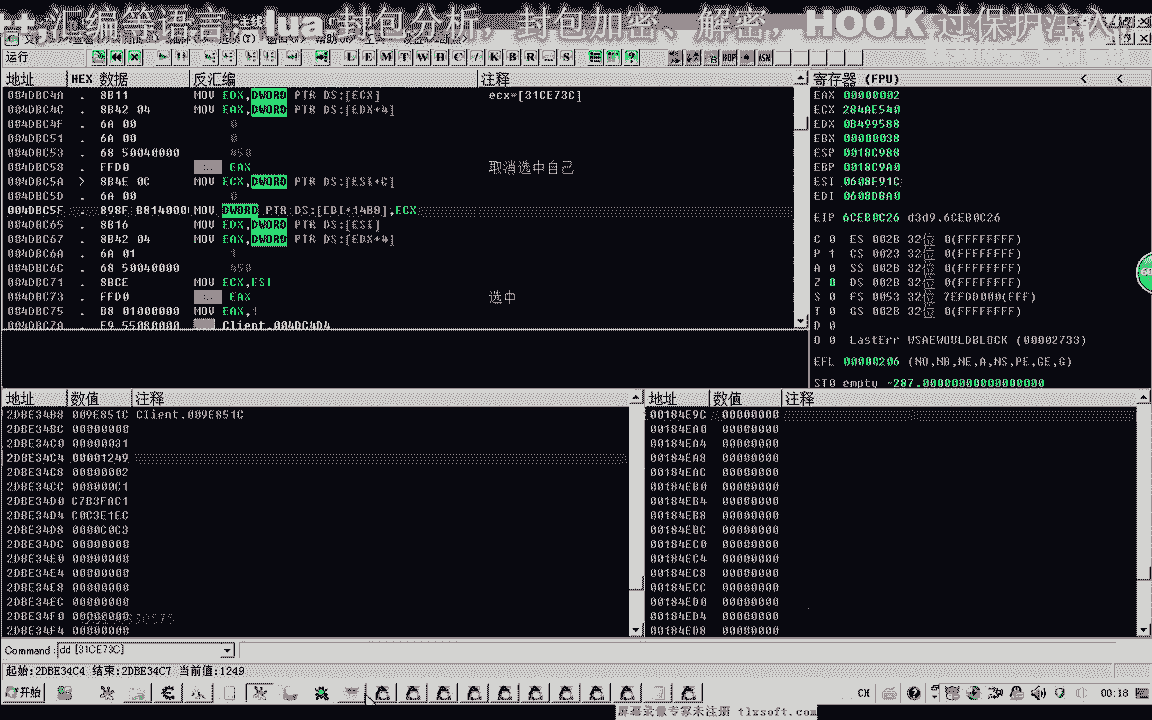 ++,汇编等语言，lua 封包分析，封包加密、解密，HOOK 过保护注入
运行 L E M T W H C / K B R ... S
地址 HEX 数据 反汇编 注释
004DBC4A . 8B11 MOV EDX,DWORD PTR DS:[ECX] ecx=[31CE73C]
004DBC4C . 8B42 04 MOV EAX,DWORD PTR DS:[EDX+4]
004DBC4F . 6A 00 0
004DBC51 . 6A 00 0
004DBC53 . 68 50040000 450
004DBC58 . FFD0 EAX 取消选中自己
004DBC5A > 8B4E 0C MOV ECX,DWORD PTR DS:[ESI+C]
004DBC5D . 6A 00 0
004DBC5F . 898F B8140000 MOV DWORD PTR DS:[EDI+14B8],ECX
004DBC65 . 8B16 MOV EDX,DWORD PTR DS:[ESI]
004DBC67 . 8B42 04 MOV EAX,DWORD PTR DS:[EDX+4]
004DBC6A . 6A 01 1
004DBC6C . 68 50040000 450
004DBC71 . 8BCE MOV ECX,ESI
004DBC73 . FFD0 EAX 选中
004DBC75 . B8 01000000 MOV EAX,1
004DBC7A . E9 55080000 Client.004DC4D4
寄存器 (FPU) < <
EAX 00000002
ECX 284AE540
EDX 0B499588
EBX 00000038
ESP 0018C988
EBP 0018C9A0
ESI 0608F91C
EDI 0608DBA0
EIP 6CEB0C26 d3d9.6CEB0C26
C 0 ES 002B 32位 0(FFFFFFFF)
P 1 CS 0023 32位 0(FFFFFFFF)
A 0 SS 002B 32位 0(FFFFFFFF)
Z 0 DS 002B 32位 0(FFFFFFFF)
S 0 FS 0053 32位 7EFDD000(FFF)
T 0 GS 002B 32位 0(FFFFFFFF)
D 0
O 0 LastErr WSAEWOULDBLOCK (00002733)
EFL 00000206 (NO,NB,NE,A,NS,PE,GE,G)
ST0 empty -287.00000000000000000
地址 数值 注释
2DBE34B8 009E851C Client.009E851C
2DBE34BC 00000000
2DBE34C0 00000031
2DBE34C4 00001249
2DBE34C8 00000002
2DBE34CC 000000C1
2DBE34D0 C7B3FAC1
2DBE34D4 C0C3E1EC
2DBE34D8 0000C0C3
2DBE34DC 00000000
2DBE34E0 00000000
2DBE34E4 00000000
2DBE34E8 00000000
2DBE34EC 00000000
2DBE34F0 00000000
2DBE34F4 00000000
地址 数值 注释
00184E9C 00000000
00184EA0 00000000
00184EA4 00000000
00184EA8 00000000
00184EAC 00000000
00184EB0 00000000
00184EB4 00000000
00184EB8 00000000
00184EBC 00000000
00184EC0 00000000
00184EC4 00000000
00184EC8 00000000
00184ECC 00000000
00184ED0 00000000
00184ED4 00000000
00184ED8 00000000
Command: dd [31CE73C]
起始:2DBE34C4 结束:2DBE34C7 当前值:1249
开始 CH 00:18
屏幕录像专家未注册 tlxsoft.com